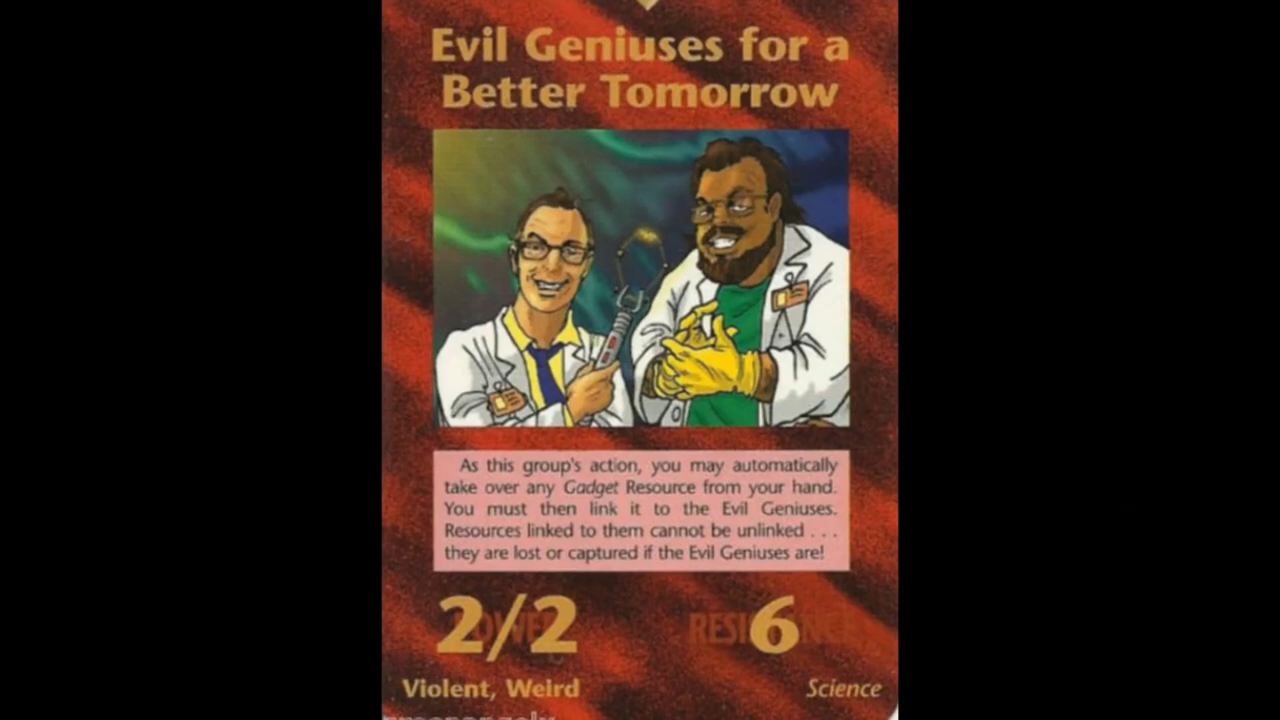 Evil Geniuses for a
Better Tomorrow
As this group's action, you may automatically
take over any Gadget Resource from your hand.
You must then link it to the Evil Geniuses.
Resources linked to them cannot be unlinked . . .
they are lost or captured if the Evil Geniuses are!
POWER
2/2
RESISTANCE
6
Violent, Weird
Science